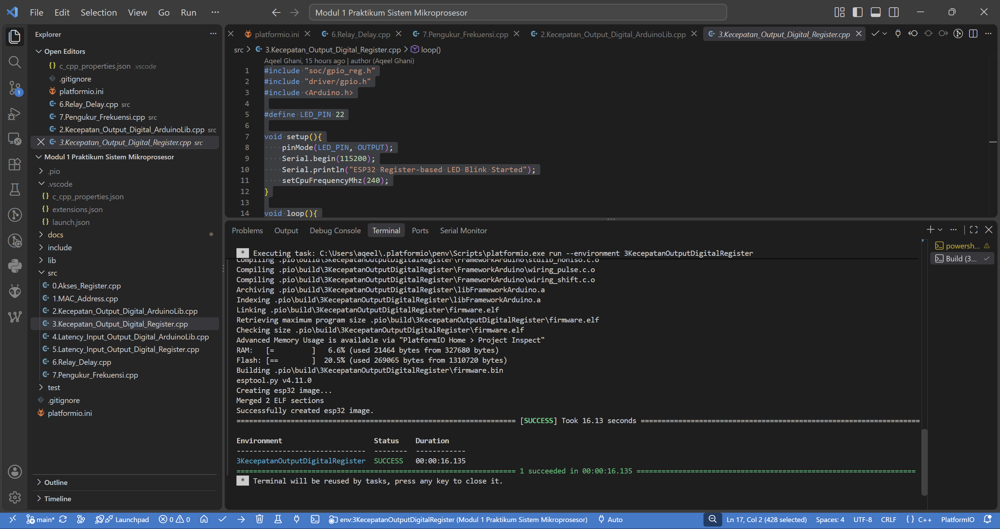 File Edit Selection View Go Run ···
Modul 1 Praktikum Sistem Mikroprosesor
Explorer
Open Editors
c_cpp_properties.json .vscode
.gitignore
platformio.ini
6.Relay_Delay.cpp src
7.Pengukur_Frekuensi.cpp src
2.Kecepatan_Output_Digital_ArduinoLib.cpp src
3.Kecepatan_Output_Digital_Register.cpp src
Modul 1 Praktikum Sistem Mikroprosesor
.pio
.vscode
c_cpp_properties.json
extensions.json
launch.json
docs
include
lib
src
0.Akses_Register.cpp
1.MAC_Address.cpp
2.Kecepatan_Output_Digital_ArduinoLib.cpp
3.Kecepatan_Output_Digital_Register.cpp
4.Latency_Input_Output_Digital_ArduinoLib.cpp
5.Latency_Input_Output_Digital_Register.cpp
6.Relay_Delay.cpp
7.Pengukur_Frekuensi.cpp
test
.gitignore
platformio.ini
Outline
Timeline
1
platformio.ini 6.Relay_Delay.cpp 7.Pengukur_Frekuensi.cpp 2.Kecepatan_Output_Digital_ArduinoLib.cpp 3.Kecepatan_Output_Digital_Register.cpp
src > 3.Kecepatan_Output_Digital_Register.cpp > loop()
Aqeel Ghani, 15 hours ago | author (Aqeel Ghani)
1 #include "soc/gpio_reg.h"
2 #include "driver/gpio.h"
3 #include <Arduino.h>
4
5 #define LED_PIN 22
6
7 void setup(){
8 pinMode(LED_PIN, OUTPUT);
9 Serial.begin(115200);
10 Serial.println("ESP32 Register-based LED Blink Started");
11 setCpuFrequencyMhz(240);
12 }
13
14 void loop(){
Problems Output Debug Console Terminal Ports Serial Monitor
* Executing task: C:\Users\aqeel\.platformio\penv\Scripts\platformio.exe run --environment 3KecepatanOutputDigitalRegister
Compiling .pio\build\3KecepatanOutputDigitalRegister\FrameworkArduino\stdlib_noniso.c.o
Compiling .pio\build\3KecepatanOutputDigitalRegister\FrameworkArduino\wiring_pulse.c.o
Compiling .pio\build\3KecepatanOutputDigitalRegister\FrameworkArduino\wiring_shift.c.o
Archiving .pio\build\3KecepatanOutputDigitalRegister\libFrameworkArduino.a
Indexing .pio\build\3KecepatanOutputDigitalRegister\libFrameworkArduino.a
Linking .pio\build\3KecepatanOutputDigitalRegister\firmware.elf
Retrieving maximum program size .pio\build\3KecepatanOutputDigitalRegister\firmware.elf
Checking size .pio\build\3KecepatanOutputDigitalRegister\firmware.elf
Advanced Memory Usage is available via "PlatformIO Home > Project Inspect"
RAM: [= ] 6.6% (used 21464 bytes from 327680 bytes)
Flash: [== ] 20.5% (used 269065 bytes from 1310720 bytes)
Building .pio\build\3KecepatanOutputDigitalRegister\firmware.bin
esptool.py v4.11.0
Creating esp32 image...
Merged 2 ELF sections
Successfully created esp32 image.
=================================================================== [SUCCESS] Took 16.13 seconds ===================================================================
Environment Status Duration
------------------------------- -------- ------------
3KecepatanOutputDigitalRegister SUCCESS 00:00:16.135
=================================================================== 1 succeeded in 00:00:16.135 ===================================================================
* Terminal will be reused by tasks, press any key to close it.
powersh...
Build (3...
main* Launchpad 0 0 env:3KecepatanOutputDigitalRegister (Modul 1 Praktikum Sistem Mikroprosesor) Auto Ln 17, Col 2 (428 selected) Spaces: 4 UTF-8 CRLF {} C++ PlatformIO